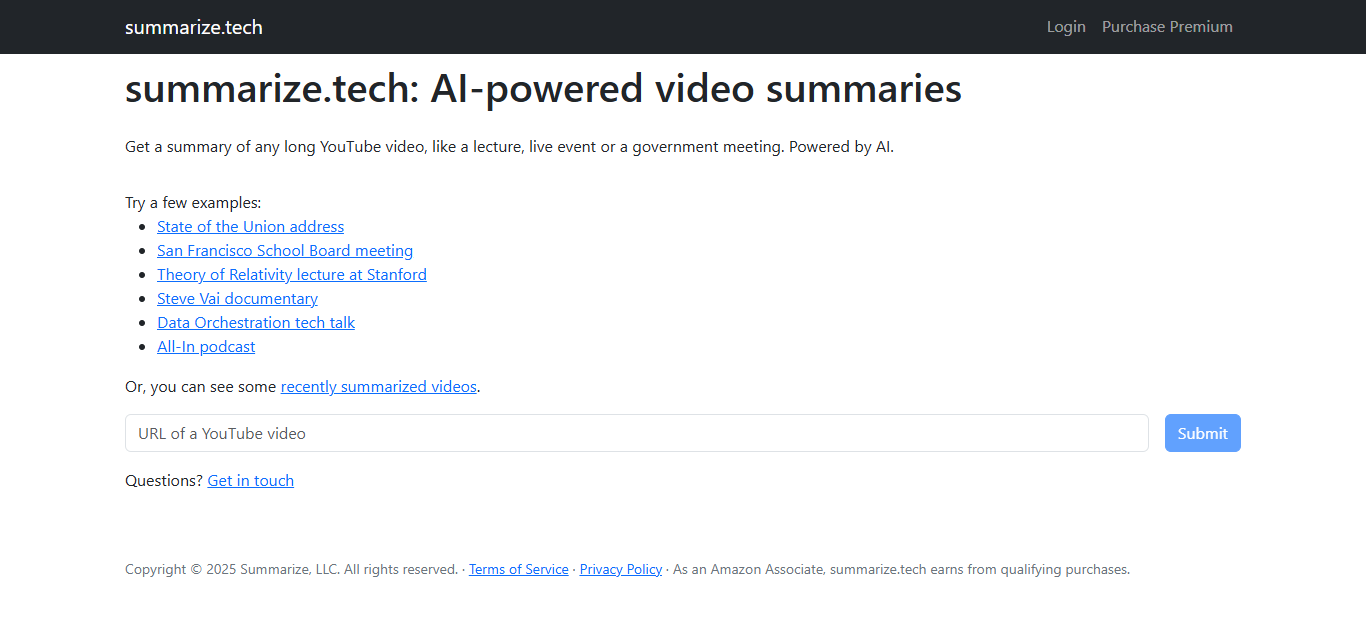 summarize.tech
Login
Purchase Premium
summarize.tech: AI-powered video summaries
Get a summary of any long YouTube video, like a lecture, live event or a government meeting. Powered by AI.
Try a few examples:
State of the Union address
San Francisco School Board meeting
Theory of Relativity lecture at Stanford
Steve Vai documentary
Data Orchestration tech talk
All-In podcast
Or, you can see some recently summarized videos.
URL of a YouTube video
Submit
Questions? Get in touch
Copyright © 2025 Summarize, LLC. All rights reserved. · Terms of Service · Privacy Policy · As an Amazon Associate, summarize.tech earns from qualifying purchases.